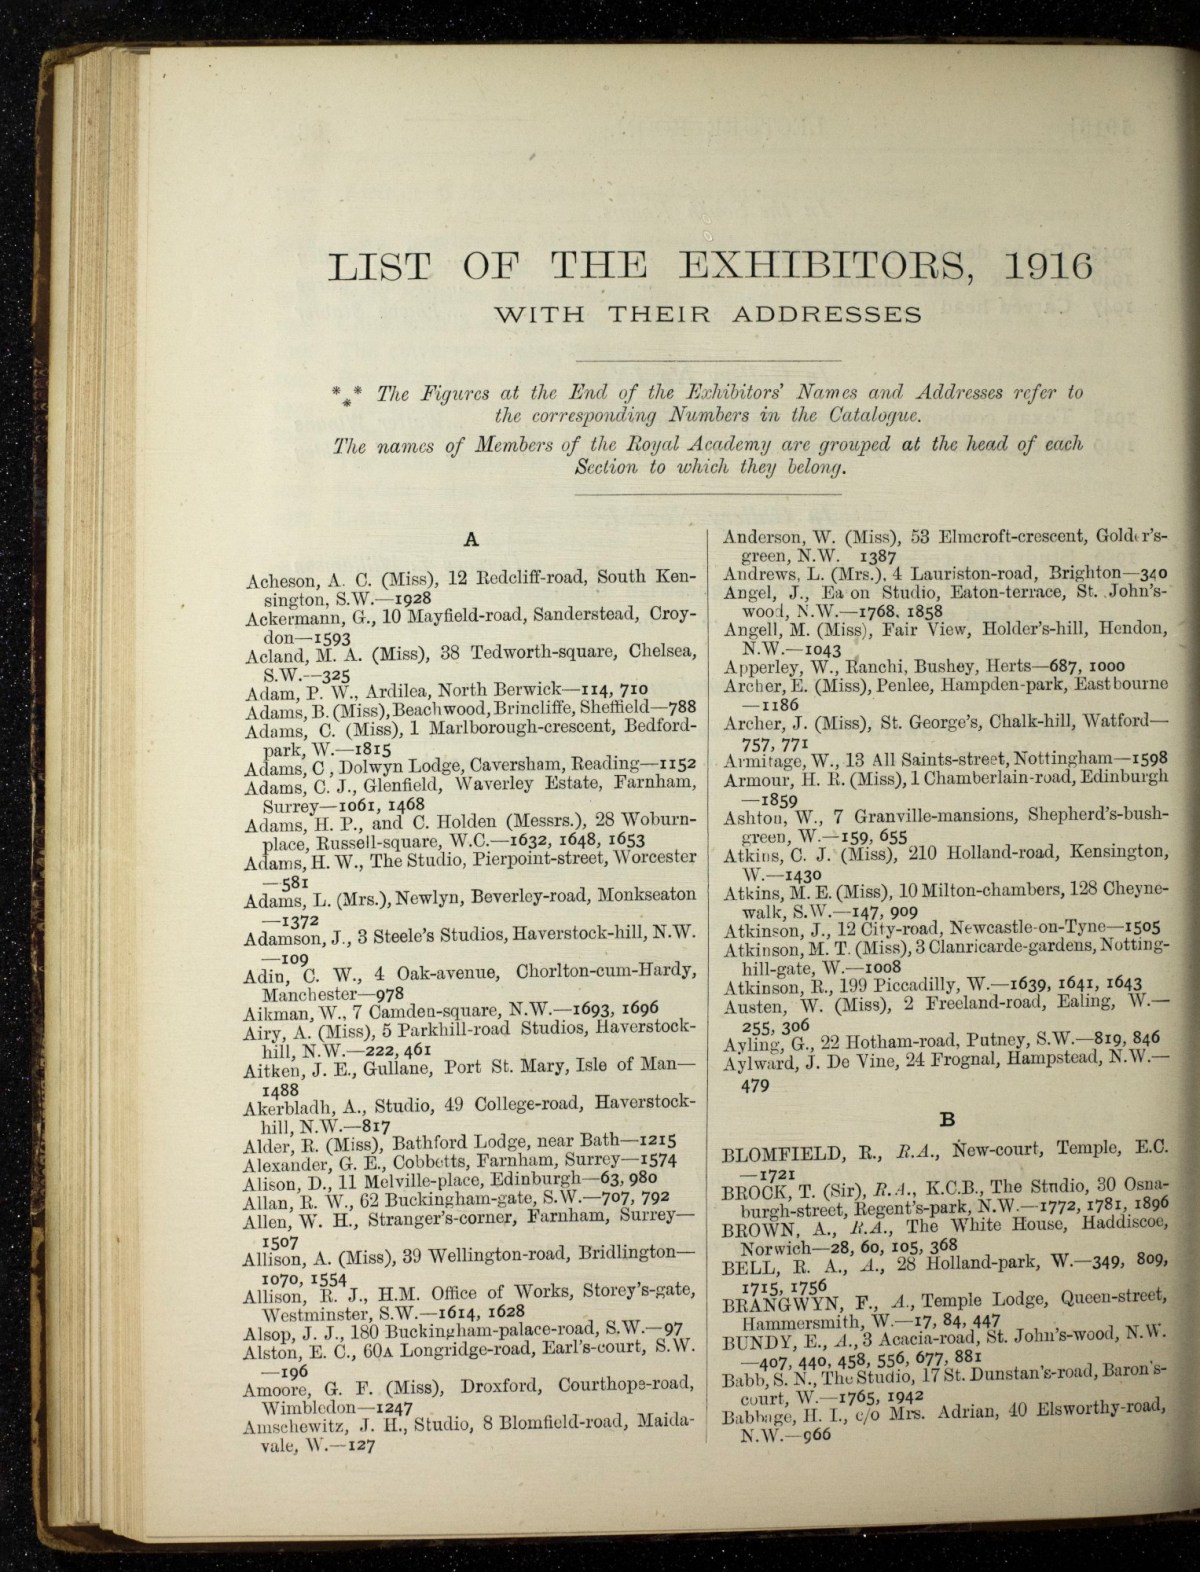 LIST OF THE EXHIBITORS, 1916
WITH THEIR ADDRESSES
*** The Figures at the End of the Exhibitors' Names and Addresses refer to
the corresponding Numbers in the Catalogue.
The names of Members of the Royal Academy are grouped at the head of each
Section to which they belong.
A
Acheson, A. C. (Miss), 12 Redcliff-road, South Ken-
sington, S.W.—1928
Ackermann, G., 10 Mayfield-road, Sanderstead, Croy-
don—1593
Acland, M. A. (Miss), 38 Tedworth-square, Chelsea,
S.W.—325
Adam, P. W., Ardilea, North Berwick—114, 710
Adams, B. (Miss), Beachwood, Brincliffe, Sheffield—788
Adams, C. (Miss), 1 Marlborough-crescent, Bedford-
park, W.—1815
Adams, C , Dolwyn Lodge, Caversham, Reading—1152
Adams, C. J., Glenfield, Waverley Estate, Farnham,
Surrey—1061, 1468
Adams, H. P., and C. Holden (Messrs.), 28 Woburn-
place, Russell-square, W.C.—1632, 1648, 1653
Adams, H. W., The Studio, Pierpoint-street, Worcester
—581
Adams, L. (Mrs.), Newlyn, Beverley-road, Monkseaton
—1372
Adamson, J., 3 Steele's Studios, Haverstock-hill, N.W.
—109
Adin, C. W., 4 Oak-avenue, Chorlton-cum-Hardy,
Manchester—978
Aikman, W., 7 Camden-square, N.W.—1693, 1696
Airy, A. (Miss), 5 Parkhill-road Studios, Haverstock-
hill, N.W.—222, 461
Aitken, J. E., Gullane, Port St. Mary, Isle of Man—
1488
Akerbladh, A., Studio, 49 College-road, Haverstock-
hill, N.W.—817
Alder, R. (Miss), Bathford Lodge, near Bath—1215
Alexander, G. E., Cobbetts, Farnham, Surrey—1574
Alison, D., 11 Melville-place, Edinburgh—63, 980
Allan, R. W., 62 Buckingham-gate, S.W.—707, 792
Allen, W. H., Stranger's-corner, Farnham, Surrey—
1507
Allison, A. (Miss), 39 Wellington-road, Bridlington—
1070, 1554
Allison, R. J., H.M. Office of Works, Storey's-gate,
Westminster, S.W.—1614, 1628
Alsop, J. J., 180 Buckingham-palace-road, S.W.—97
Alston, E. C., 60A Longridge-road, Earl's-court, S.W.
—196
Amoore, G. F. (Miss), Droxford, Courthope-road,
Wimbledon—1247
Amschewitz, J. H., Studio, 8 Blomfield-road, Maida-
vale, W.—127
Anderson, W. (Miss), 53 Elmcroft-crescent, Golder's-
green, N.W. 1387
Andrews, L. (Mrs.), 4 Lauriston-road, Brighton—340
Angel, J., Ea on Studio, Eaton-terrace, St. John's-
wood, N.W.—1768, 1858
Angell, M. (Miss), Fair View, Holder's-hill, Hendon,
N.W.—1043
Apperley, W., Ranchi, Bushey, Herts—687, 1000
Archer, E. (Miss), Penlee, Hampden-park, Eastbourne
—1186
Archer, J. (Miss), St. George's, Chalk-hill, Watford—
757, 771
Armitage, W., 13 All Saints-street, Nottingham—1598
Armour, H. R. (Miss), 1 Chamberlain-road, Edinburgh
—1859
Ashton, W., 7 Granville-mansions, Shepherd's-bush-
green, W.—159, 655
Atkins, C. J. (Miss), 210 Holland-road, Kensington,
W.—1430
Atkins, M. E. (Miss), 10 Milton-chambers, 128 Cheyne-
walk, S.W.—147, 909
Atkinson, J., 12 City-road, Newcastle-on-Tyne—1505
Atkinson, M. T. (Miss), 3 Clanricarde-gardens, Notting-
hill-gate, W.—1008
Atkinson, R., 199 Piccadilly, W.—1639, 1641, 1643
Austen, W. (Miss), 2 Freeland-road, Ealing, W.—
255, 306
Ayling, G., 22 Hotham-road, Putney, S.W.—819, 846
Aylward, J. De Vine, 24 Frognal, Hampstead, N.W.—
479
B
BLOMFIELD, R., R.A., New-court, Temple, E.C.
—1721
BROCK, T. (Sir), R.A., K.C.B., The Studio, 30 Osna-
burgh-street, Regent's-park, N.W.—1772, 1781, 1896
BROWN, A., R.A., The White House, Haddiscoe,
Norwich—28, 60, 105, 368
BELL, R. A., A., 28 Holland-park, W.—349, 809,
1715, 1756
BRANGWYN, F., A., Temple Lodge, Queen-street,
Hammersmith, W.—17, 84, 447
BUNDY, E., A., 3 Acacia-road, St. John's-wood, N.W.
—407, 440, 458, 556, 677, 881
Babb, S. N., The Studio, 17 St. Dunstan's-road, Baron's-
court, W.—1765, 1942
Babbage, H. I., c/o Mrs. Adrian, 40 Elsworthy-road,
N.W.—966